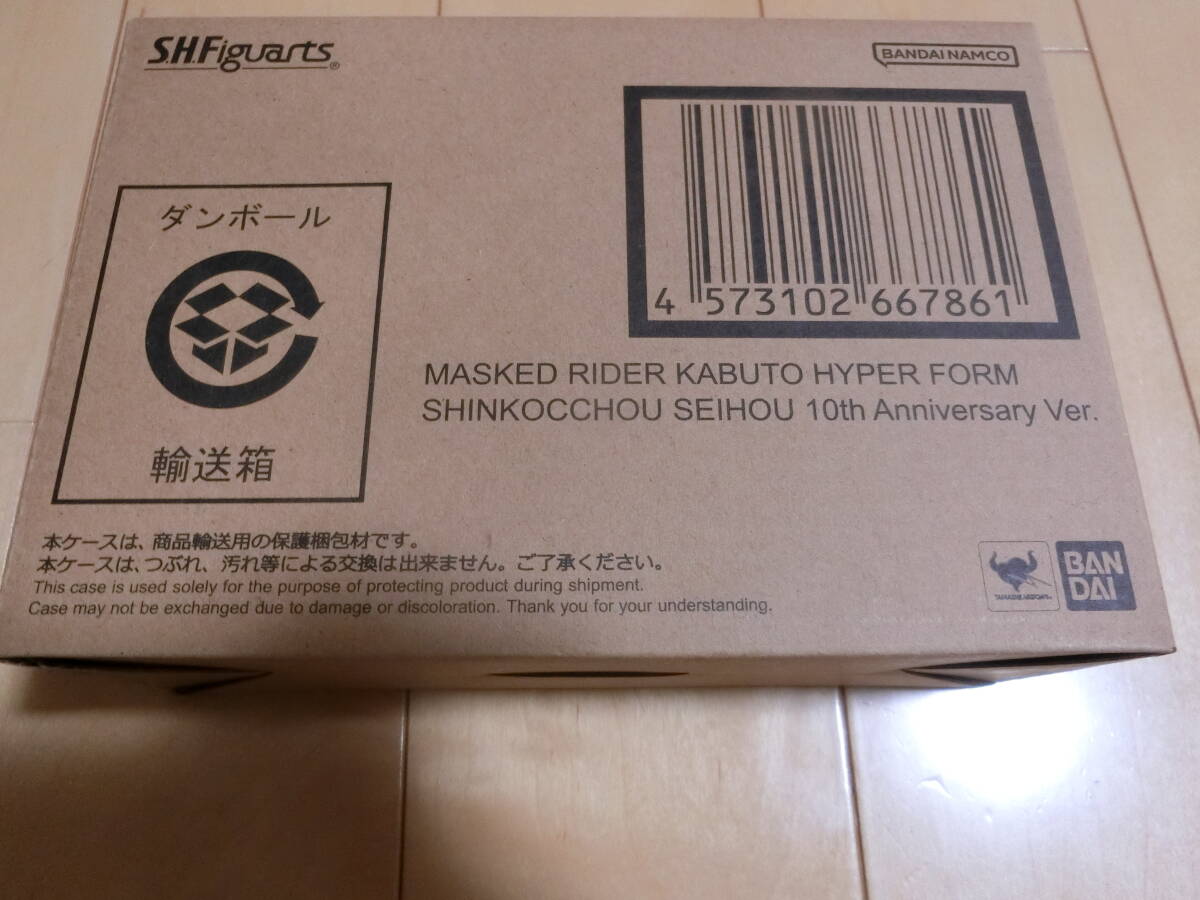 S.H.Figuarts®
BANDAI NAMCO
ダンボール
輸送箱
4 573102 667861
MASKED RIDER KABUTO HYPER FORM
SHINKOCCHOU SEIHOU 10th Anniversary Ver.
本ケースは、商品輸送用の保護梱包材です。
本ケースは、つぶれ、汚れ等による交換は出来ません。ご了承ください。
This case is used solely for the purpose of protecting product during shipment.
Case may not be exchanged due to damage or discoloration. Thank you for your understanding.
TAMASHII NATIONS
BAN
DAI